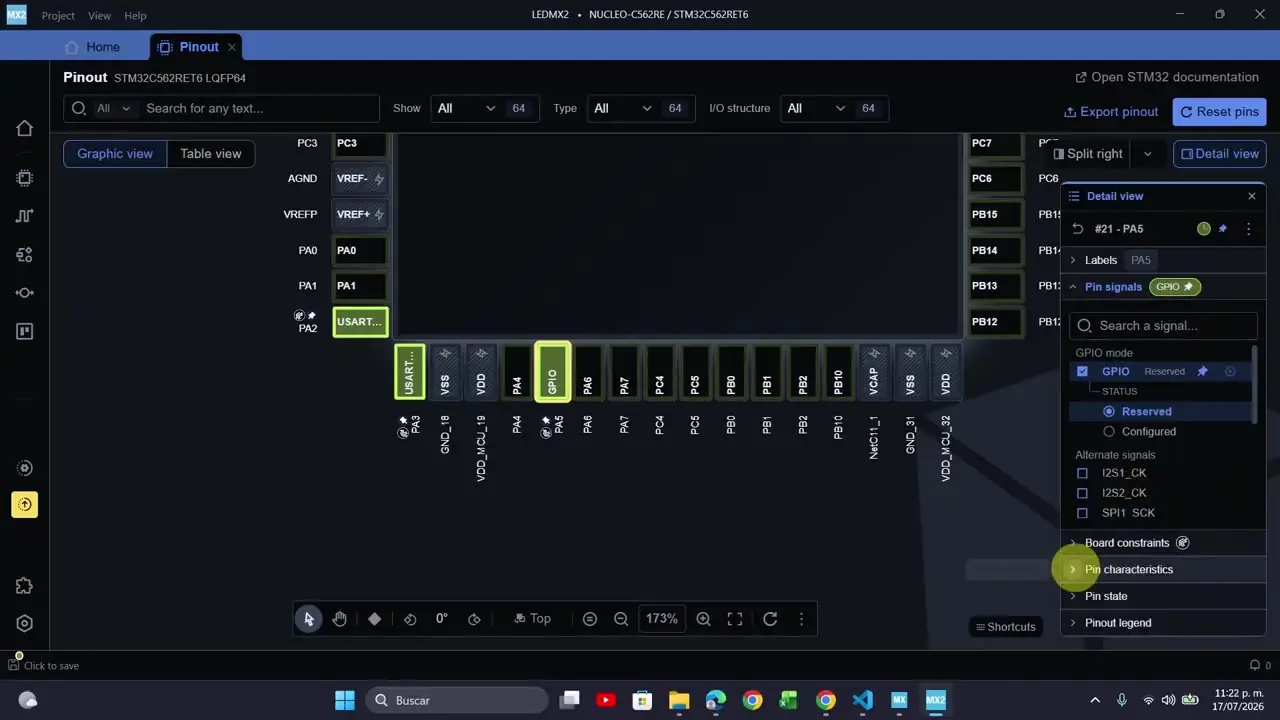 MX2 Project View Help LEDMX2 • NUCLEO-C562RE / STM32C562RET6
Home Pinout
Pinout STM32C562RET6 LQFP64 Open STM32 documentation
All Search for any text... Show All 64 Type All 64 I/O structure All 64 Export pinout Reset pins
Graphic view Table view Split right Detail view
PC3 PC3
AGND VREF-
VREFP VREF+
PA0 PA0
PA1 PA1
PA2 USART...
PC7
PC6 PC6
PB15 PB15
PB14 PB14
PB13 PB13
PB12 PB12
USART... VSS VDD PA4 GPIO PA6 PA7 PC4 PC5 PB0 PB1 PB2 PB10 VCAP VSS VDD
PA3 GND_18 VDD_MCU_19 PA4 PA5 PA6 PA7 PC4 PC5 PB0 PB1 PB2 PB10 NetC11_1 GND_31 VDD_MCU_32
Detail view
#21 - PA5
Labels PA5
Pin signals GPIO
Search a signal...
GPIO mode
GPIO Reserved
STATUS
Reserved
Configured
Alternate signals
I2S1_CK
I2S2_CK
SPI1_SCK
Board constraints
Pin characteristics
Pin state
Pinout legend
0° Top 173%
Shortcuts
Click to save 0
Buscar
MX MX2
11:22 p. m.
17/07/2026